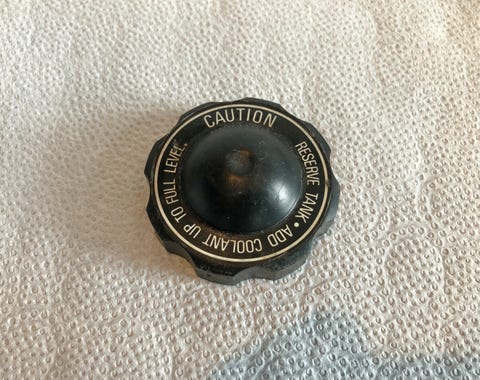 CAUTION
RESERVE TANK • ADD COOLANT UP TO FULL LEVEL.